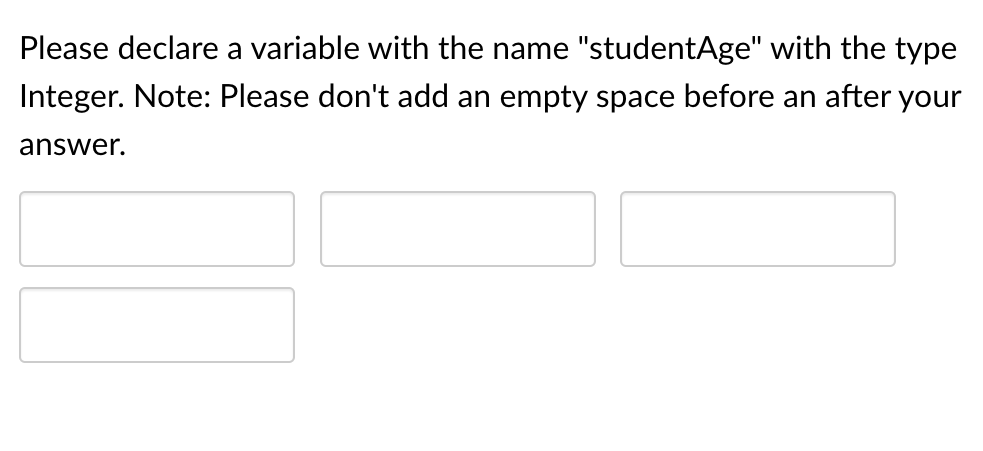 Please declare a variable with the name "studentAge" with the type
Integer. Note: Please don't add an empty space before an after your
answer.